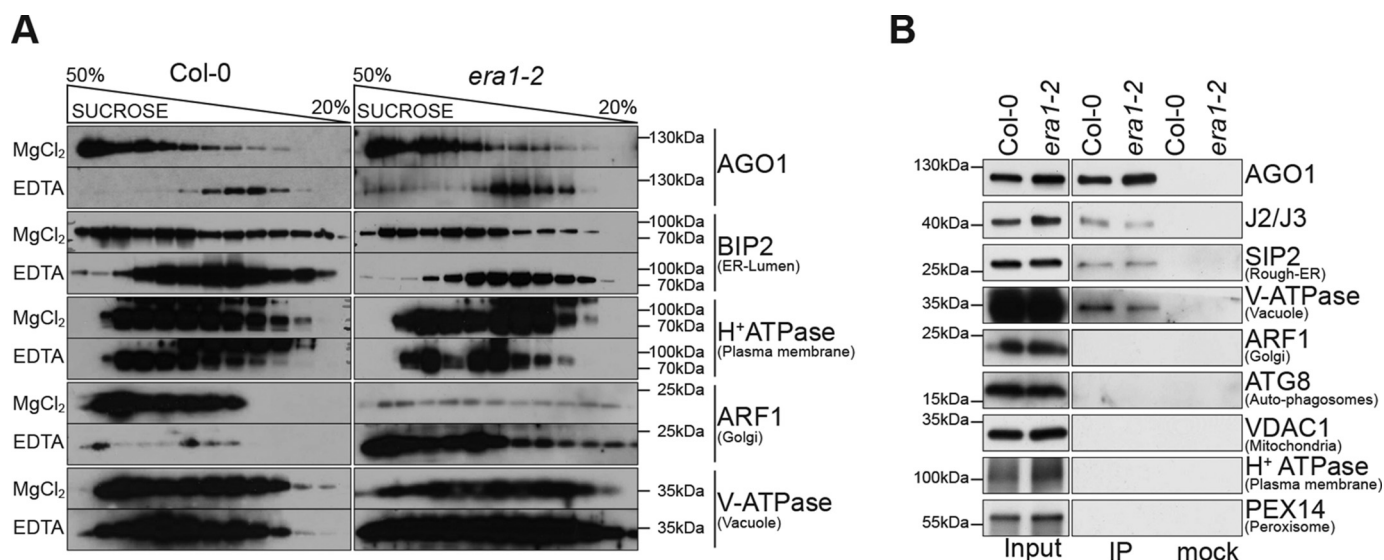 A
50% Col-0
SUCROSE 20%
50% era1-2
SUCROSE 20%
MgCl₂ 130kDa
EDTA 130kDa
AGO1
MgCl₂ 100kDa
70kDa
EDTA 100kDa
70kDa
BIP2
(ER-Lumen)
MgCl₂ 100kDa
70kDa
EDTA 100kDa
70kDa
H⁺ATPase
(Plasma membrane)
MgCl₂ 25kDa
EDTA 25kDa
ARF1
(Golgi)
MgCl₂ 35kDa
EDTA 35kDa
V-ATPase
(Vacuole)
B
Col-0 era1-2 Col-0 era1-2 Col-0 era1-2
130kDa AGO1
40kDa J2/J3
25kDa SIP2
(Rough-ER)
35kDa V-ATPase
(Vacuole)
25kDa ARF1
(Golgi)
15kDa ATG8
(Auto-phagosomes)
35kDa VDAC1
(Mitochondria)
100kDa H⁺ ATPase
(Plasma membrane)
55kDa PEX14
(Peroxisome)
Input IP mock